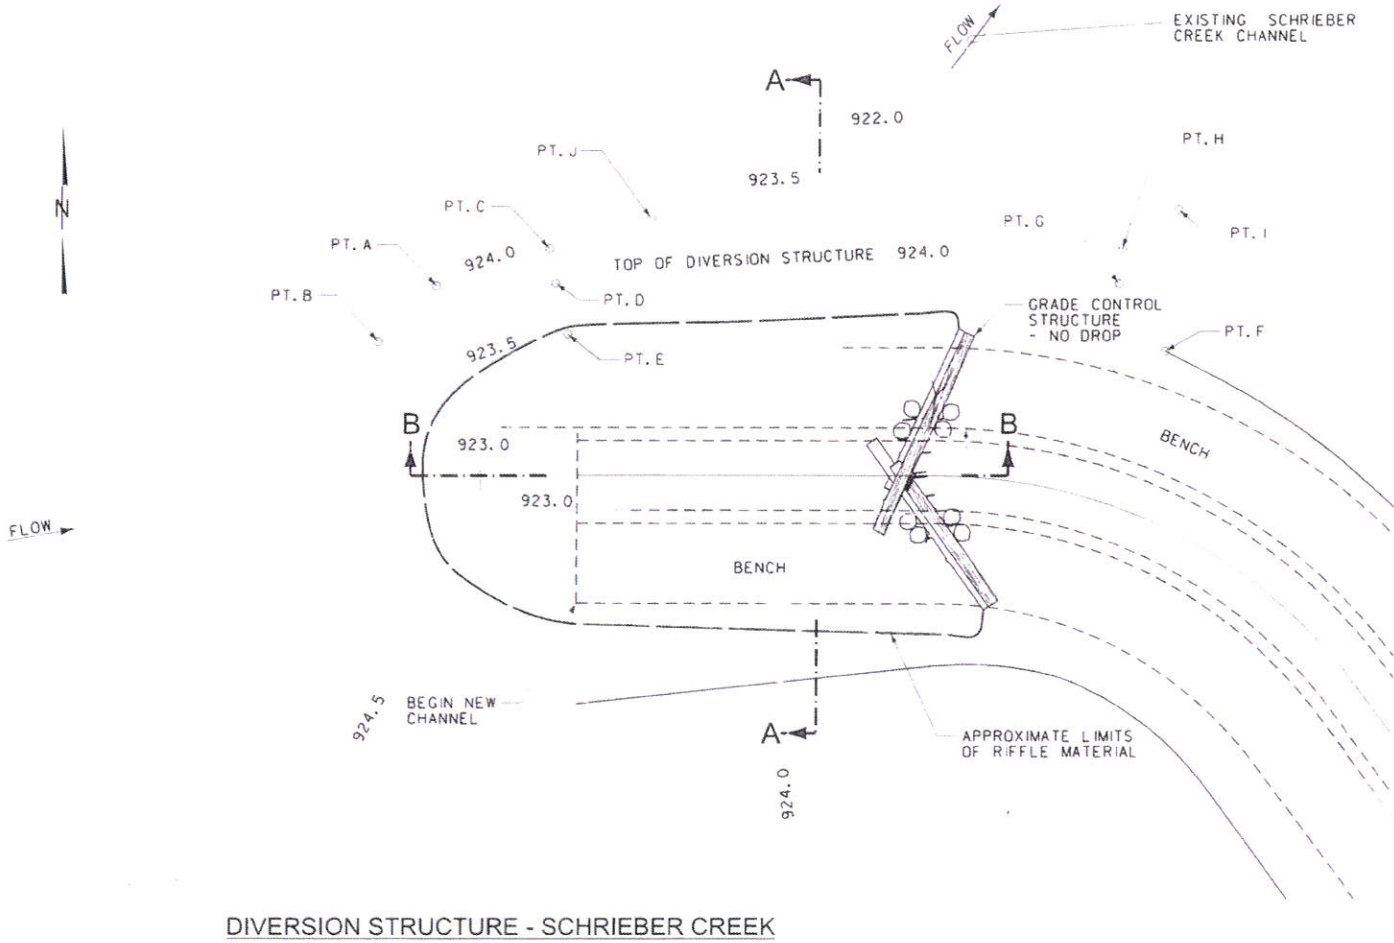 EXISTING SCHRIEBER
CREEK CHANNEL
FLOW
A
922.0
PT. H
PT. J
923.5
N
PT. C
PT. G
PT. I
PT. A
924.0
TOP OF DIVERSION STRUCTURE 924.0
PT. B
PT. D
GRADE CONTROL
STRUCTURE
- NO DROP
PT. F
923.5
PT. E
B
B
923.0
BENCH
923.0
FLOW
BENCH
924.5
BEGIN NEW
CHANNEL
A
APPROXIMATE LIMITS
OF RIFFLE MATERIAL
924.0
DIVERSION STRUCTURE - SCHRIEBER CREEK